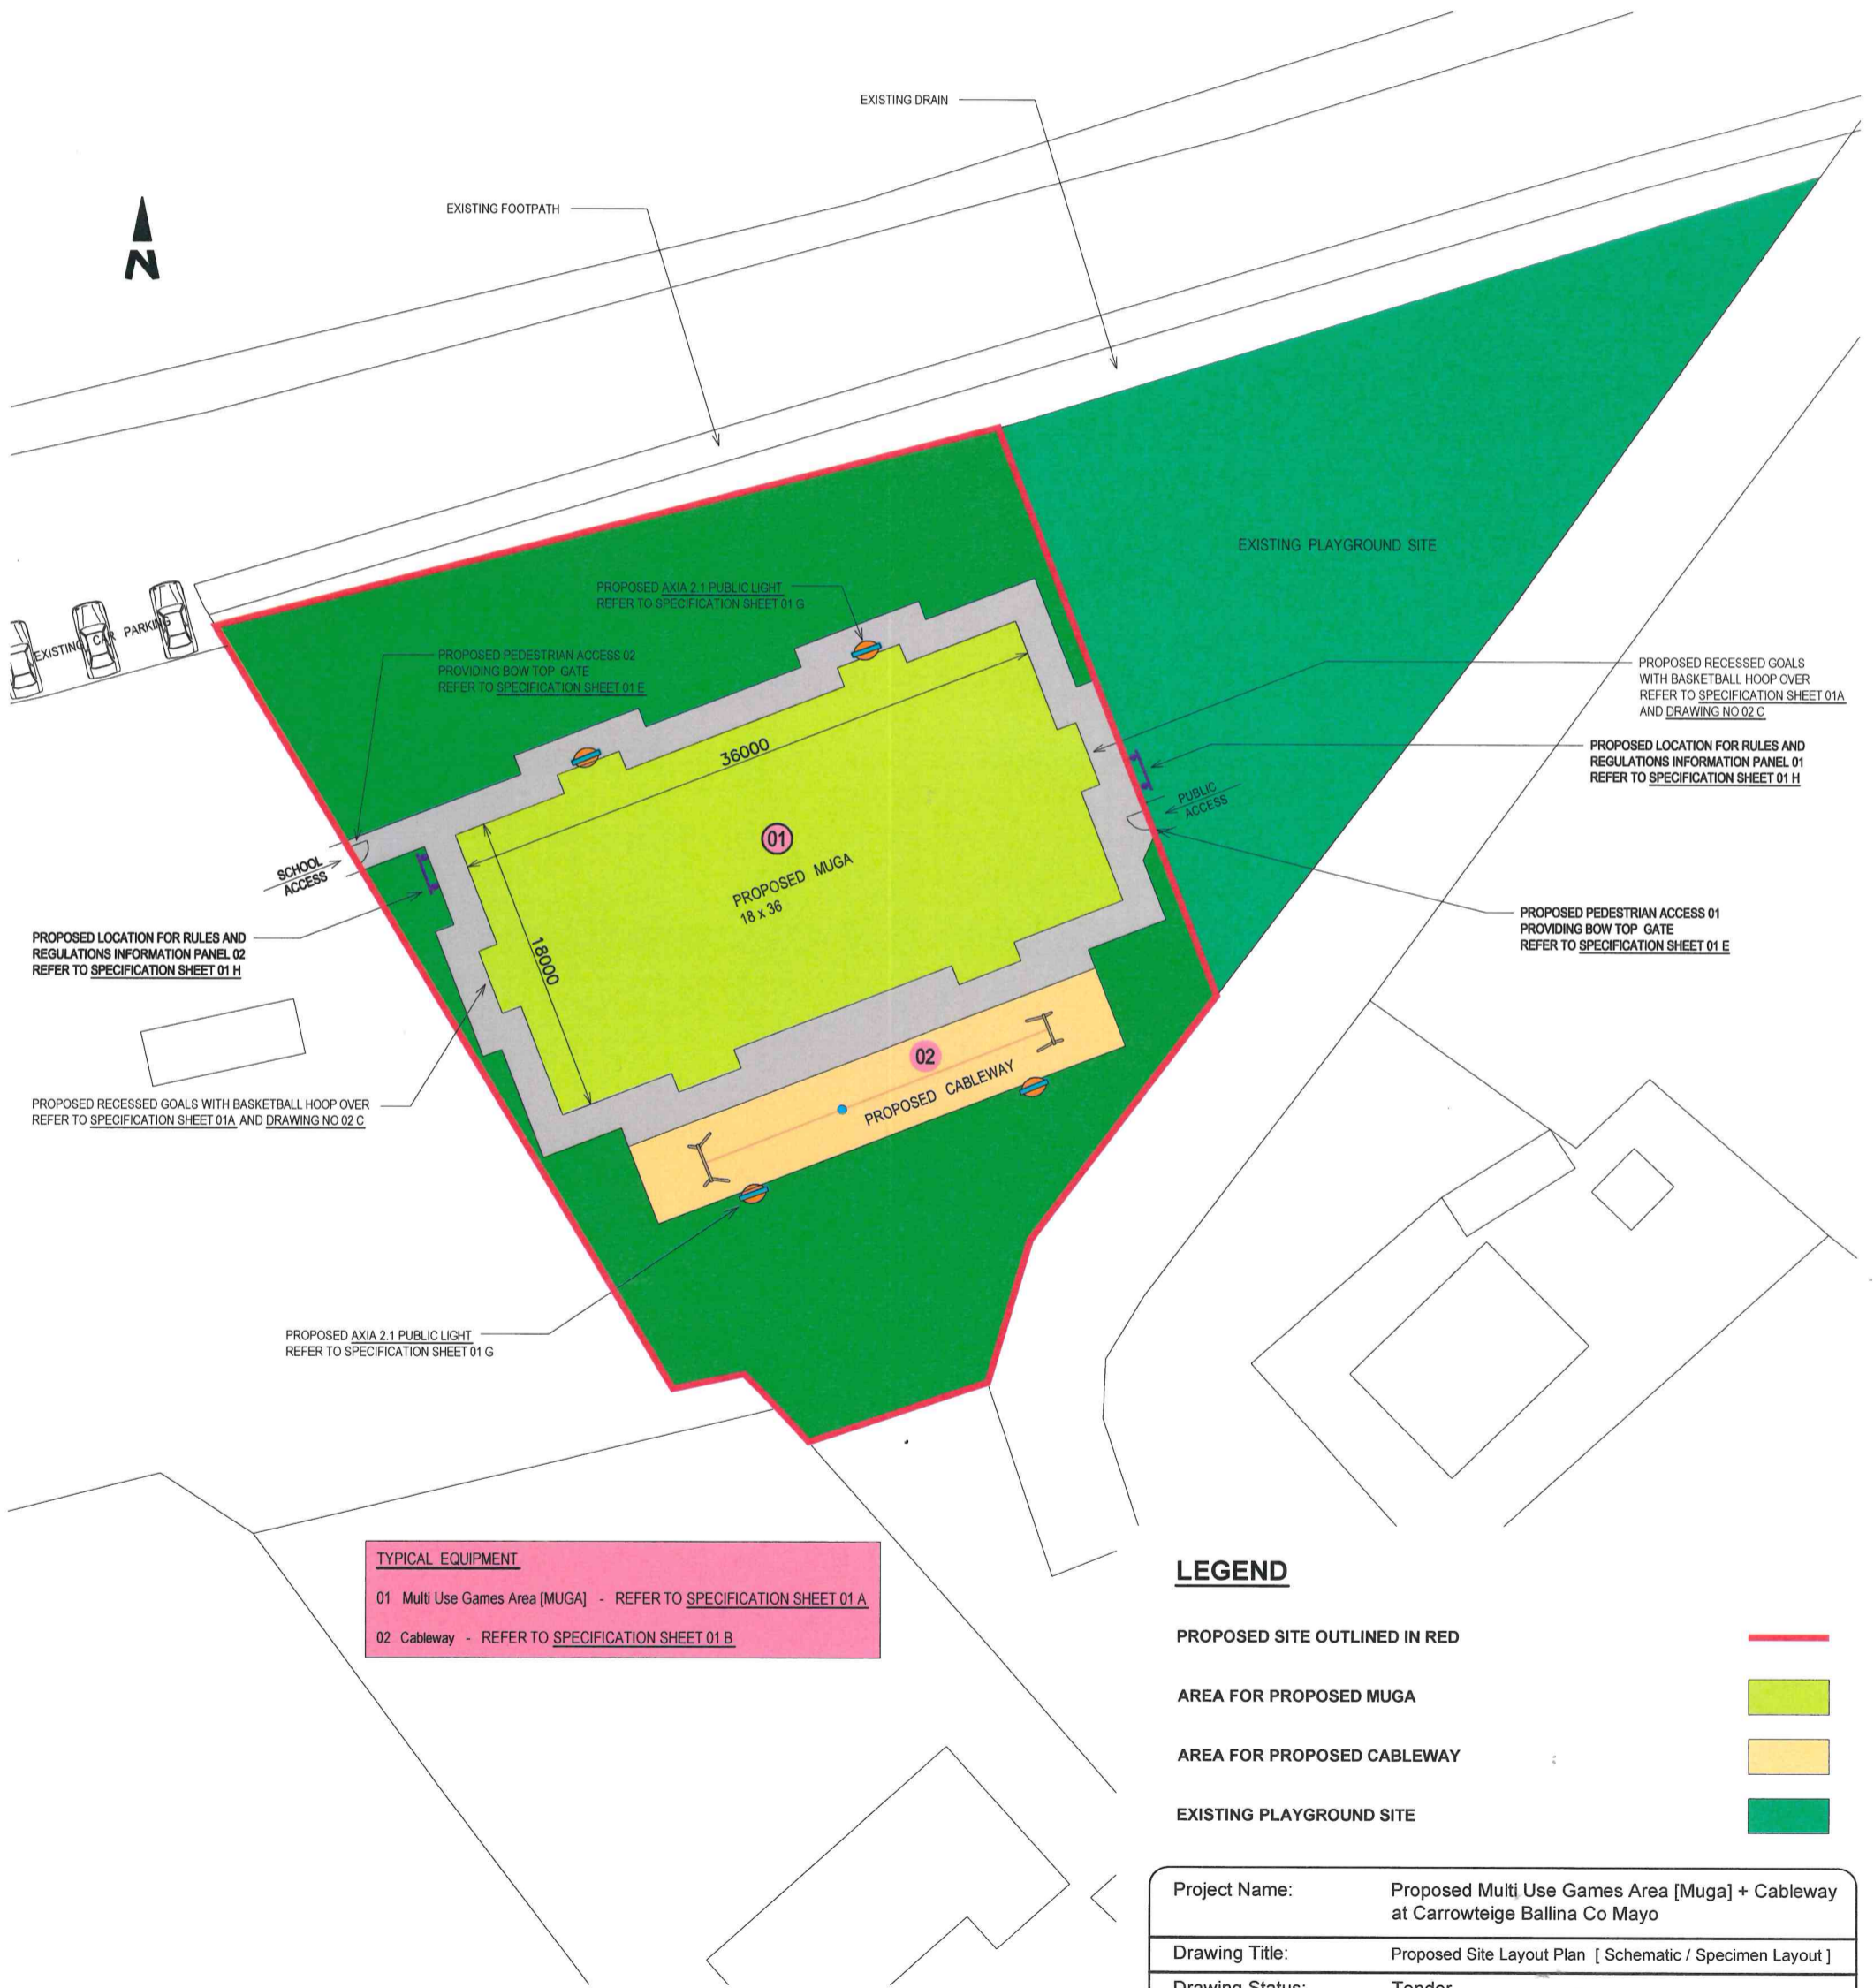 EXISTING DRAIN
EXISTING FOOTPATH
N
EXISTING PLAYGROUND SITE
PROPOSED AXIA 2.1 PUBLIC LIGHT
REFER TO SPECIFICATION SHEET 01 G
EXISTING CAR PARKING
PROPOSED PEDESTRIAN ACCESS 02
PROVIDING BOW TOP GATE
REFER TO SPECIFICATION SHEET 01 E
PROPOSED RECESSED GOALS
WITH BASKETBALL HOOP OVER
REFER TO SPECIFICATION SHEET 01A
AND DRAWING NO 02 C
PROPOSED LOCATION FOR RULES AND
REGULATIONS INFORMATION PANEL 01
REFER TO SPECIFICATION SHEET 01 H
36000
PUBLIC
ACCESS
01
PROPOSED MUGA
18 x 36
SCHOOL
ACCESS
PROPOSED PEDESTRIAN ACCESS 01
PROVIDING BOW TOP GATE
REFER TO SPECIFICATION SHEET 01 E
PROPOSED LOCATION FOR RULES AND
REGULATIONS INFORMATION PANEL 02
REFER TO SPECIFICATION SHEET 01 H
18000
02
PROPOSED CABLEWAY
PROPOSED RECESSED GOALS WITH BASKETBALL HOOP OVER
REFER TO SPECIFICATION SHEET 01A AND DRAWING NO 02 C
PROPOSED AXIA 2.1 PUBLIC LIGHT
REFER TO SPECIFICATION SHEET 01 G
TYPICAL EQUIPMENT
01 Multi Use Games Area [MUGA] - REFER TO SPECIFICATION SHEET 01 A
02 Cableway - REFER TO SPECIFICATION SHEET 01 B
LEGEND
PROPOSED SITE OUTLINED IN RED
AREA FOR PROPOSED MUGA
AREA FOR PROPOSED CABLEWAY
EXISTING PLAYGROUND SITE
Project Name: Proposed Multi Use Games Area [Muga] + Cableway
at Carrowteige Ballina Co Mayo
Drawing Title: Proposed Site Layout Plan [ Schematic / Specimen Layout ]
Drawing Status: Tender